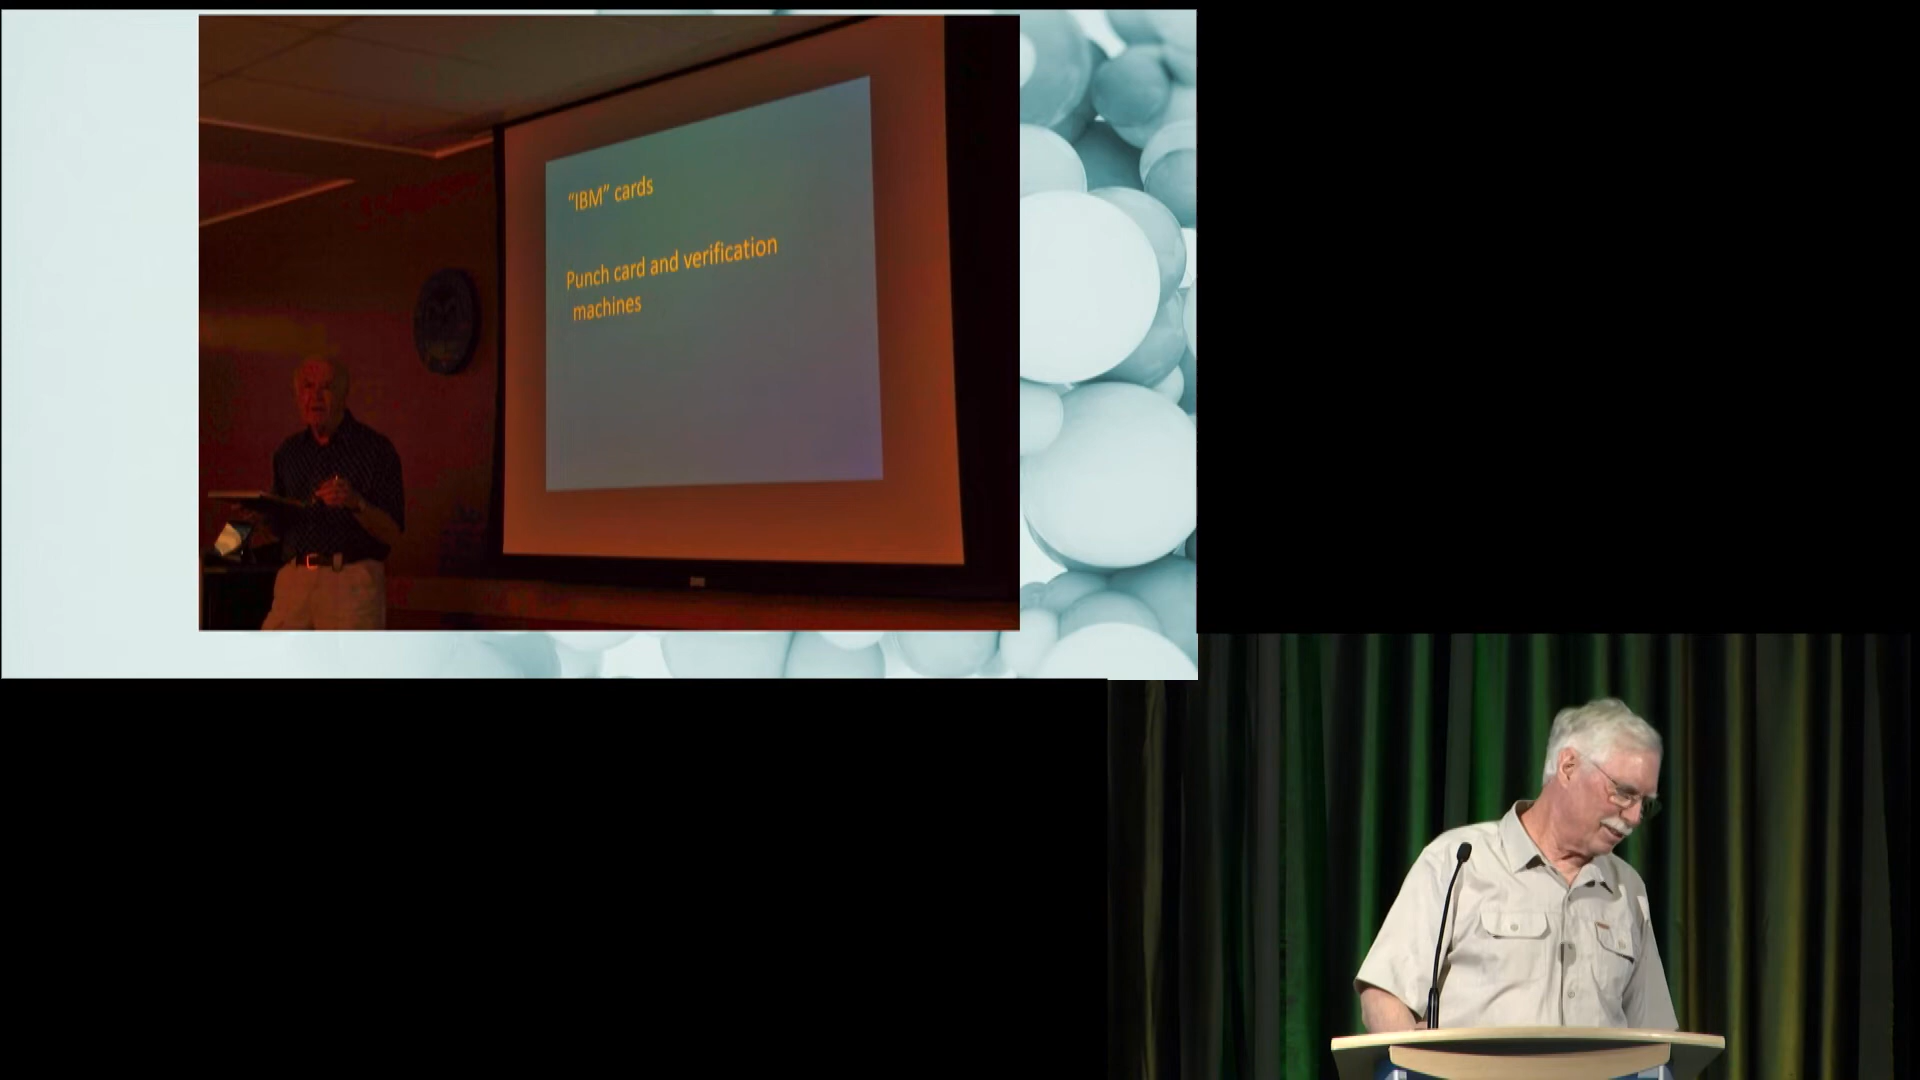 “IBM” cards
Punch card and verification
machines